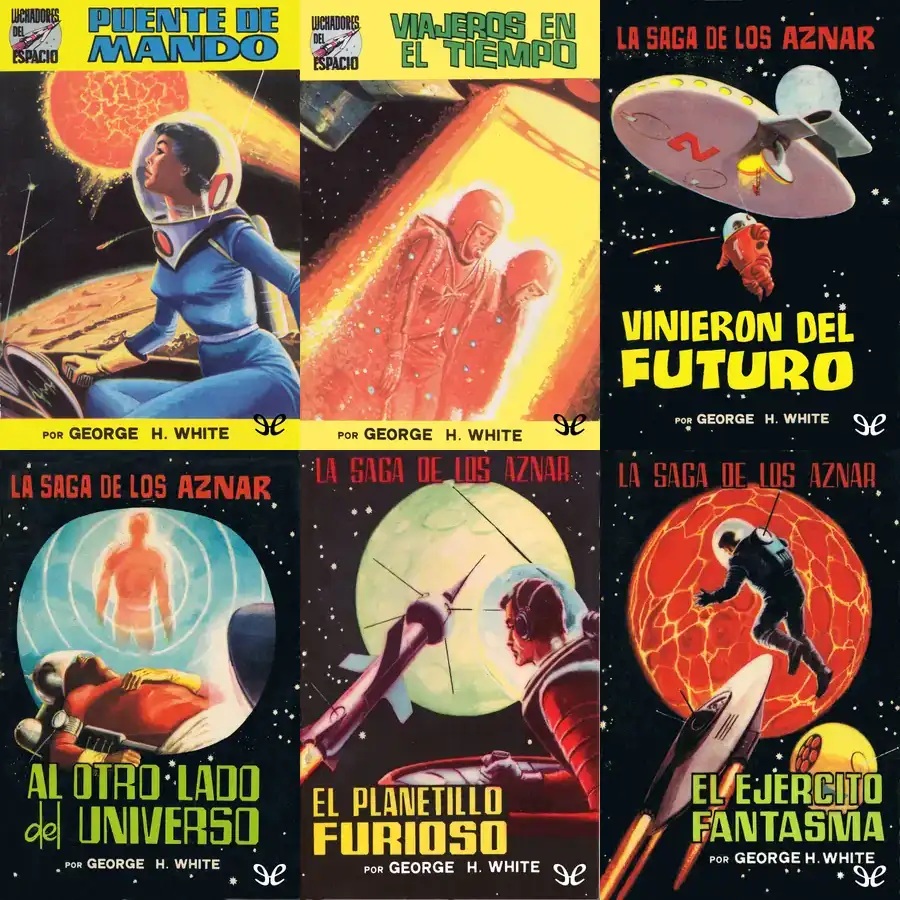 LUCHADORES
DEL
ESPACIO
PUENTE DE
MANDO
POR GEORGE H. WHITE
LUCHADORES
DEL
ESPACIO
VIAJEROS EN
EL TIEMPO
POR GEORGE H. WHITE
LA SAGA DE LOS AZNAR
VINIERON DEL
FUTURO
POR GEORGE H. WHITE
LA SAGA DE LOS AZNAR
AL OTRO LADO
del UNIVERSO
POR GEORGE H. WHITE
LA SAGA DE LOS AZNAR
EL PLANETILLO
FURIOSO
POR GEORGE H. WHITE
LA SAGA DE LOS AZNAR
EL EJERCITO
FANTASMA
POR GEORGE H. WHITE